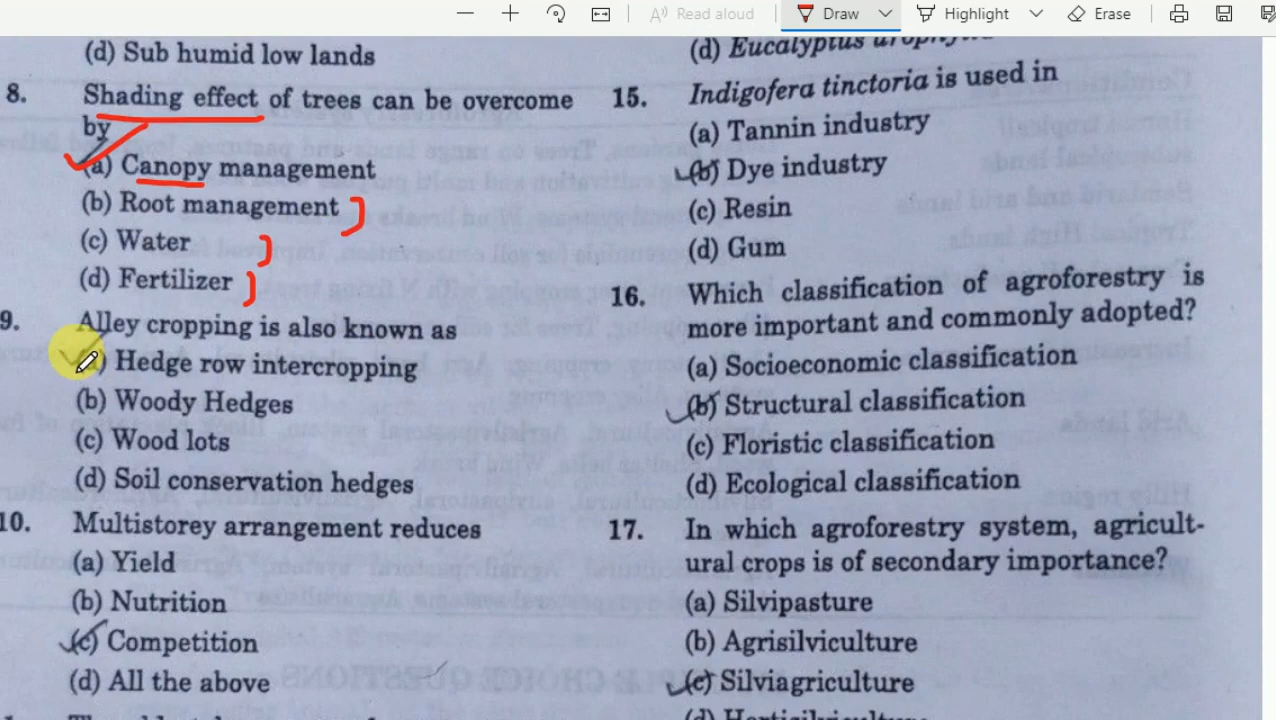 Read aloud
Draw
Highlight
Erase
(d) Sub humid low lands
8. Shading effect of trees can be overcome
by
(a) Canopy management
(b) Root management
(c) Water
(d) Fertilizer
9. Alley cropping is also known as
(a) Hedge row intercropping
(b) Woody Hedges
(c) Wood lots
(d) Soil conservation hedges
10. Multistorey arrangement reduces
(a) Yield
(b) Nutrition
(c) Competition
(d) All the above
(d) Eucalyptus
15. Indigofera tinctoria is used in
(a) Tannin industry
(b) Dye industry
(c) Resin
(d) Gum
16. Which classification of agroforestry is
more important and commonly adopted?
(a) Socioeconomic classification
(b) Structural classification
(c) Floristic classification
(d) Ecological classification
17. In which agroforestry system, agricult-
ural crops is of secondary importance?
(a) Silvipasture
(b) Agrisilviculture
(c) Silviagriculture